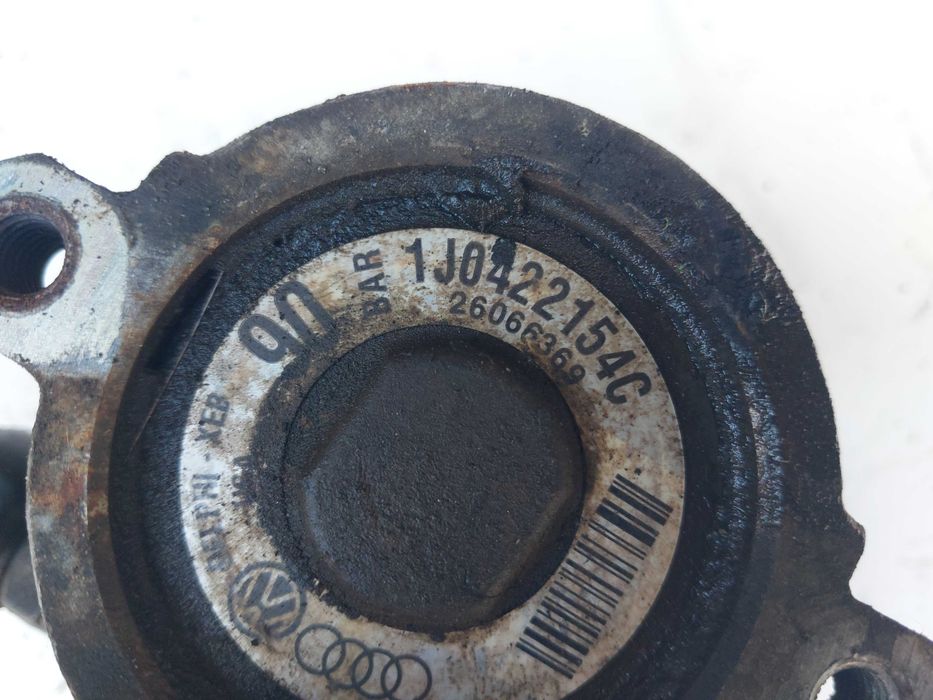 1J0422154C
26066369
BAR
90
DELPHI - XEB